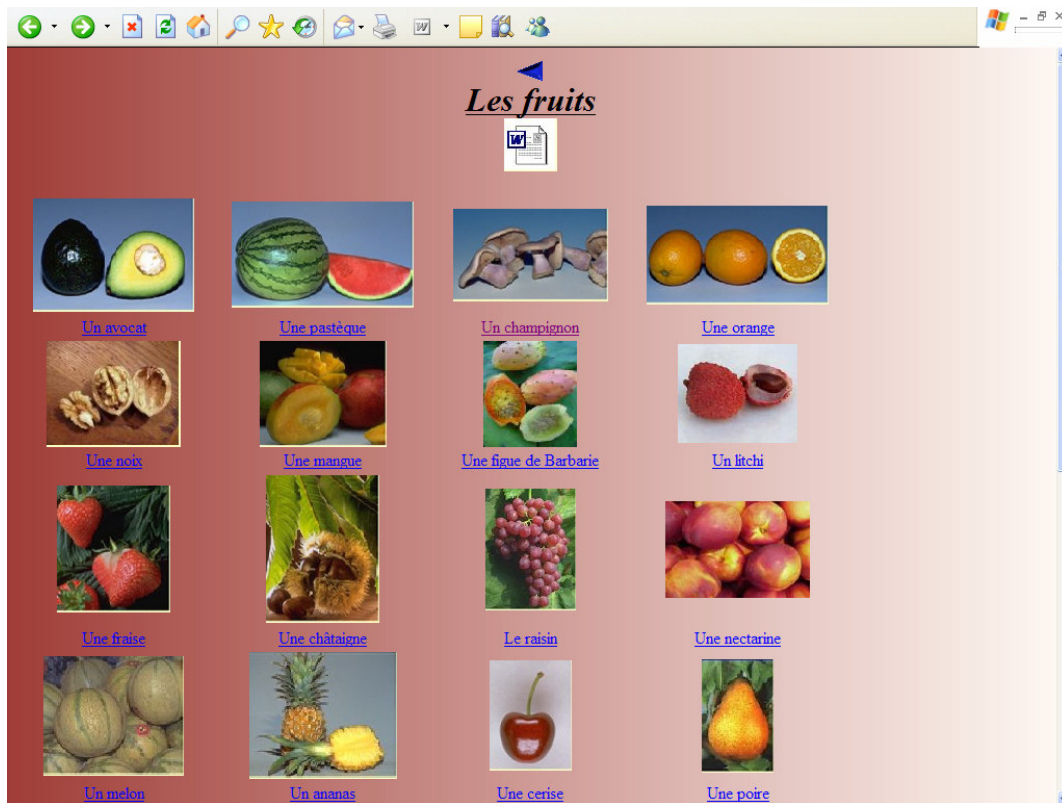 Les fruits
Un avocat
Une pastèque
Un champignon
Une orange
Une noix
Une mangue
Une figue de Barbarie
Un litchi
Une fraise
Une châtaigne
Le raisin
Une nectarine
Un melon
Un ananas
Une cerise
Une poire